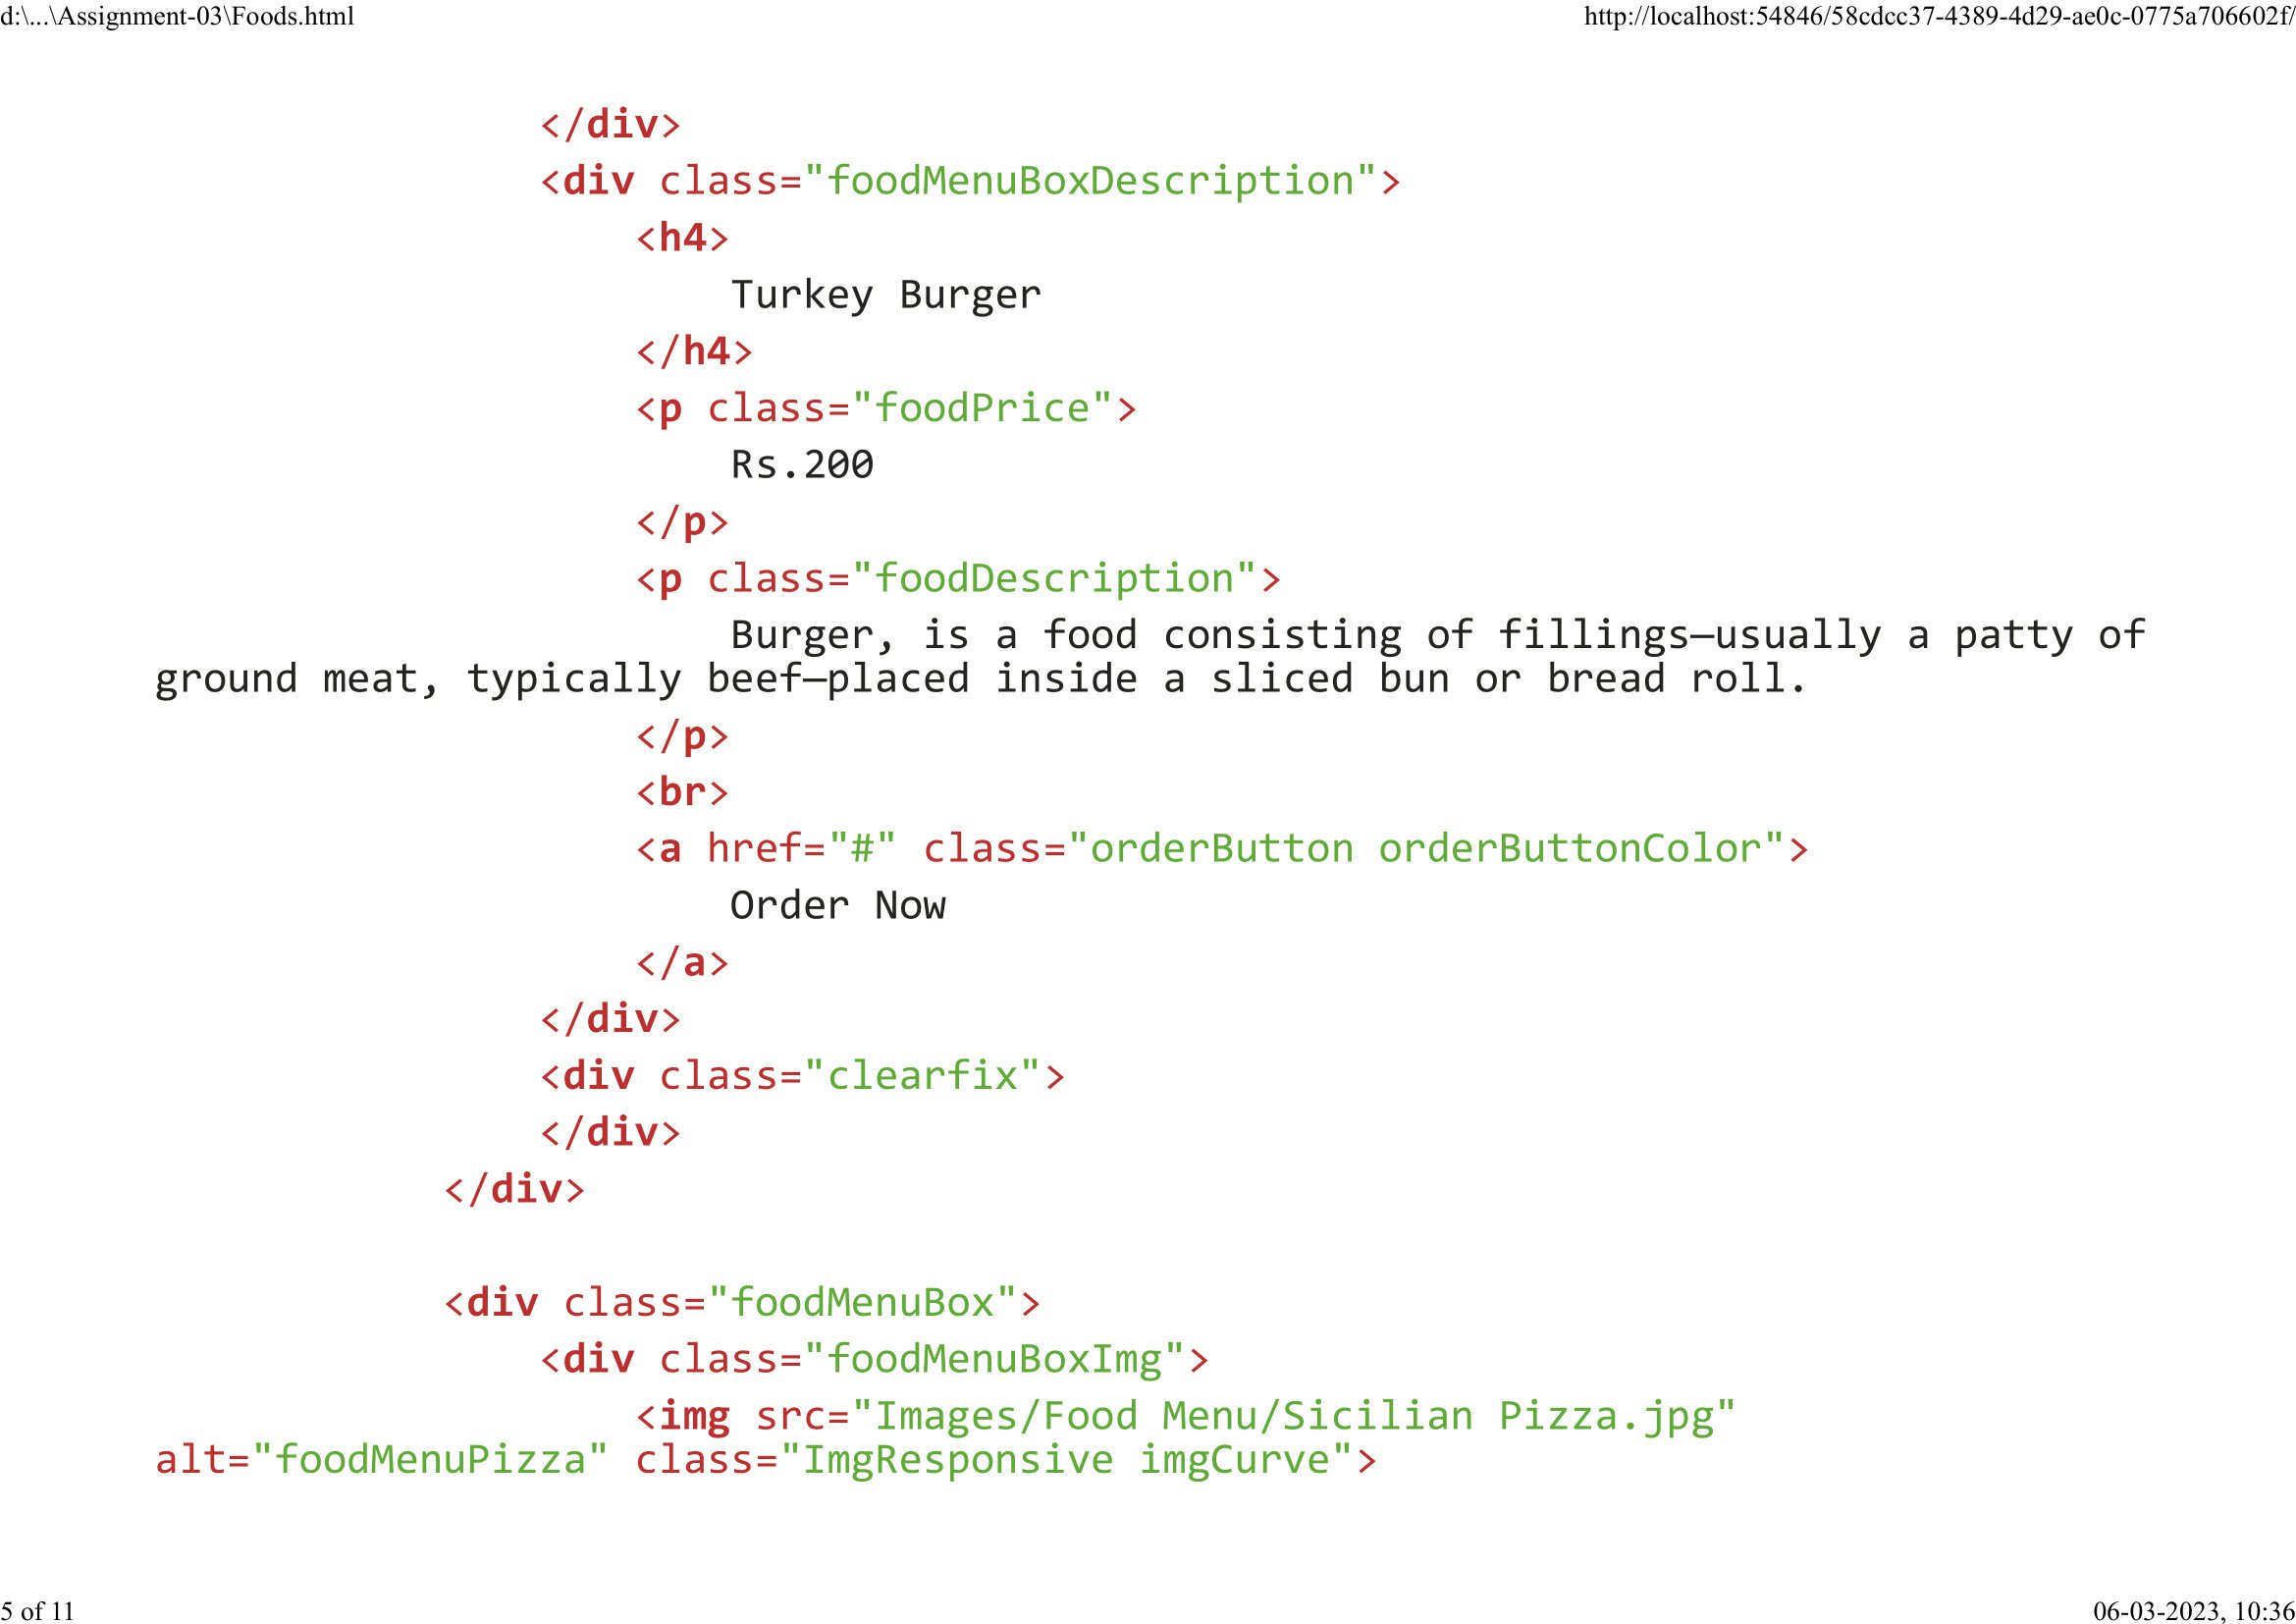 d:\...\Assignment-03\Foods.html
http://localhost:54846/58cdcc37-4389-4d29-ae0c-0775a706602f/
</div>
<div class="foodMenuBoxDescription">
<h4>
Turkey Burger
</h4>
<p class="foodPrice">
Rs.200
</p>
<p class="foodDescription">
Burger, is a food consisting of fillings—usually a patty of
ground meat, typically beef—placed inside a sliced bun or bread roll.
</p>
<br>
<a href="#" class="orderButton orderButtonColor">
Order Now
</a>
</div>
<div class="clearfix">
</div>
</div>
<div class="foodMenuBox">
<div class="foodMenuBoxImg">
<img src="Images/Food Menu/Sicilian Pizza.jpg"
alt="foodMenuPizza" class="ImgResponsive imgCurve">
5 of 11
06-03-2023, 10:36